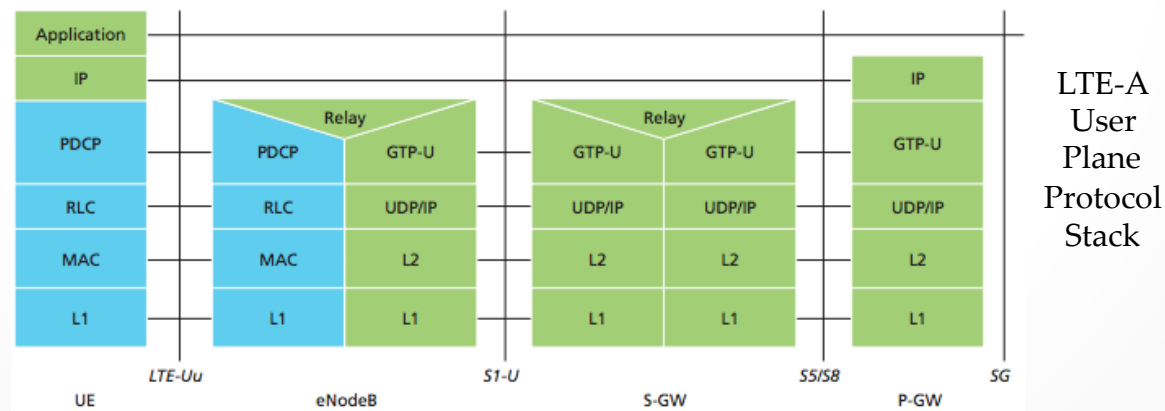 Application
IP
PDCP
RLC
MAC
L1
Relay
PDCP
GTP-U
RLC
UDP/IP
MAC
L2
L1
L1
Relay
GTP-U
GTP-U
UDP/IP
UDP/IP
L2
L2
L1
L1
IP
GTP-U
UDP/IP
L2
L1
LTE-Uu
S1-U
S5/S8
SG
UE
eNodeB
S-GW
P-GW
LTE-A
User
Plane
Protocol
Stack